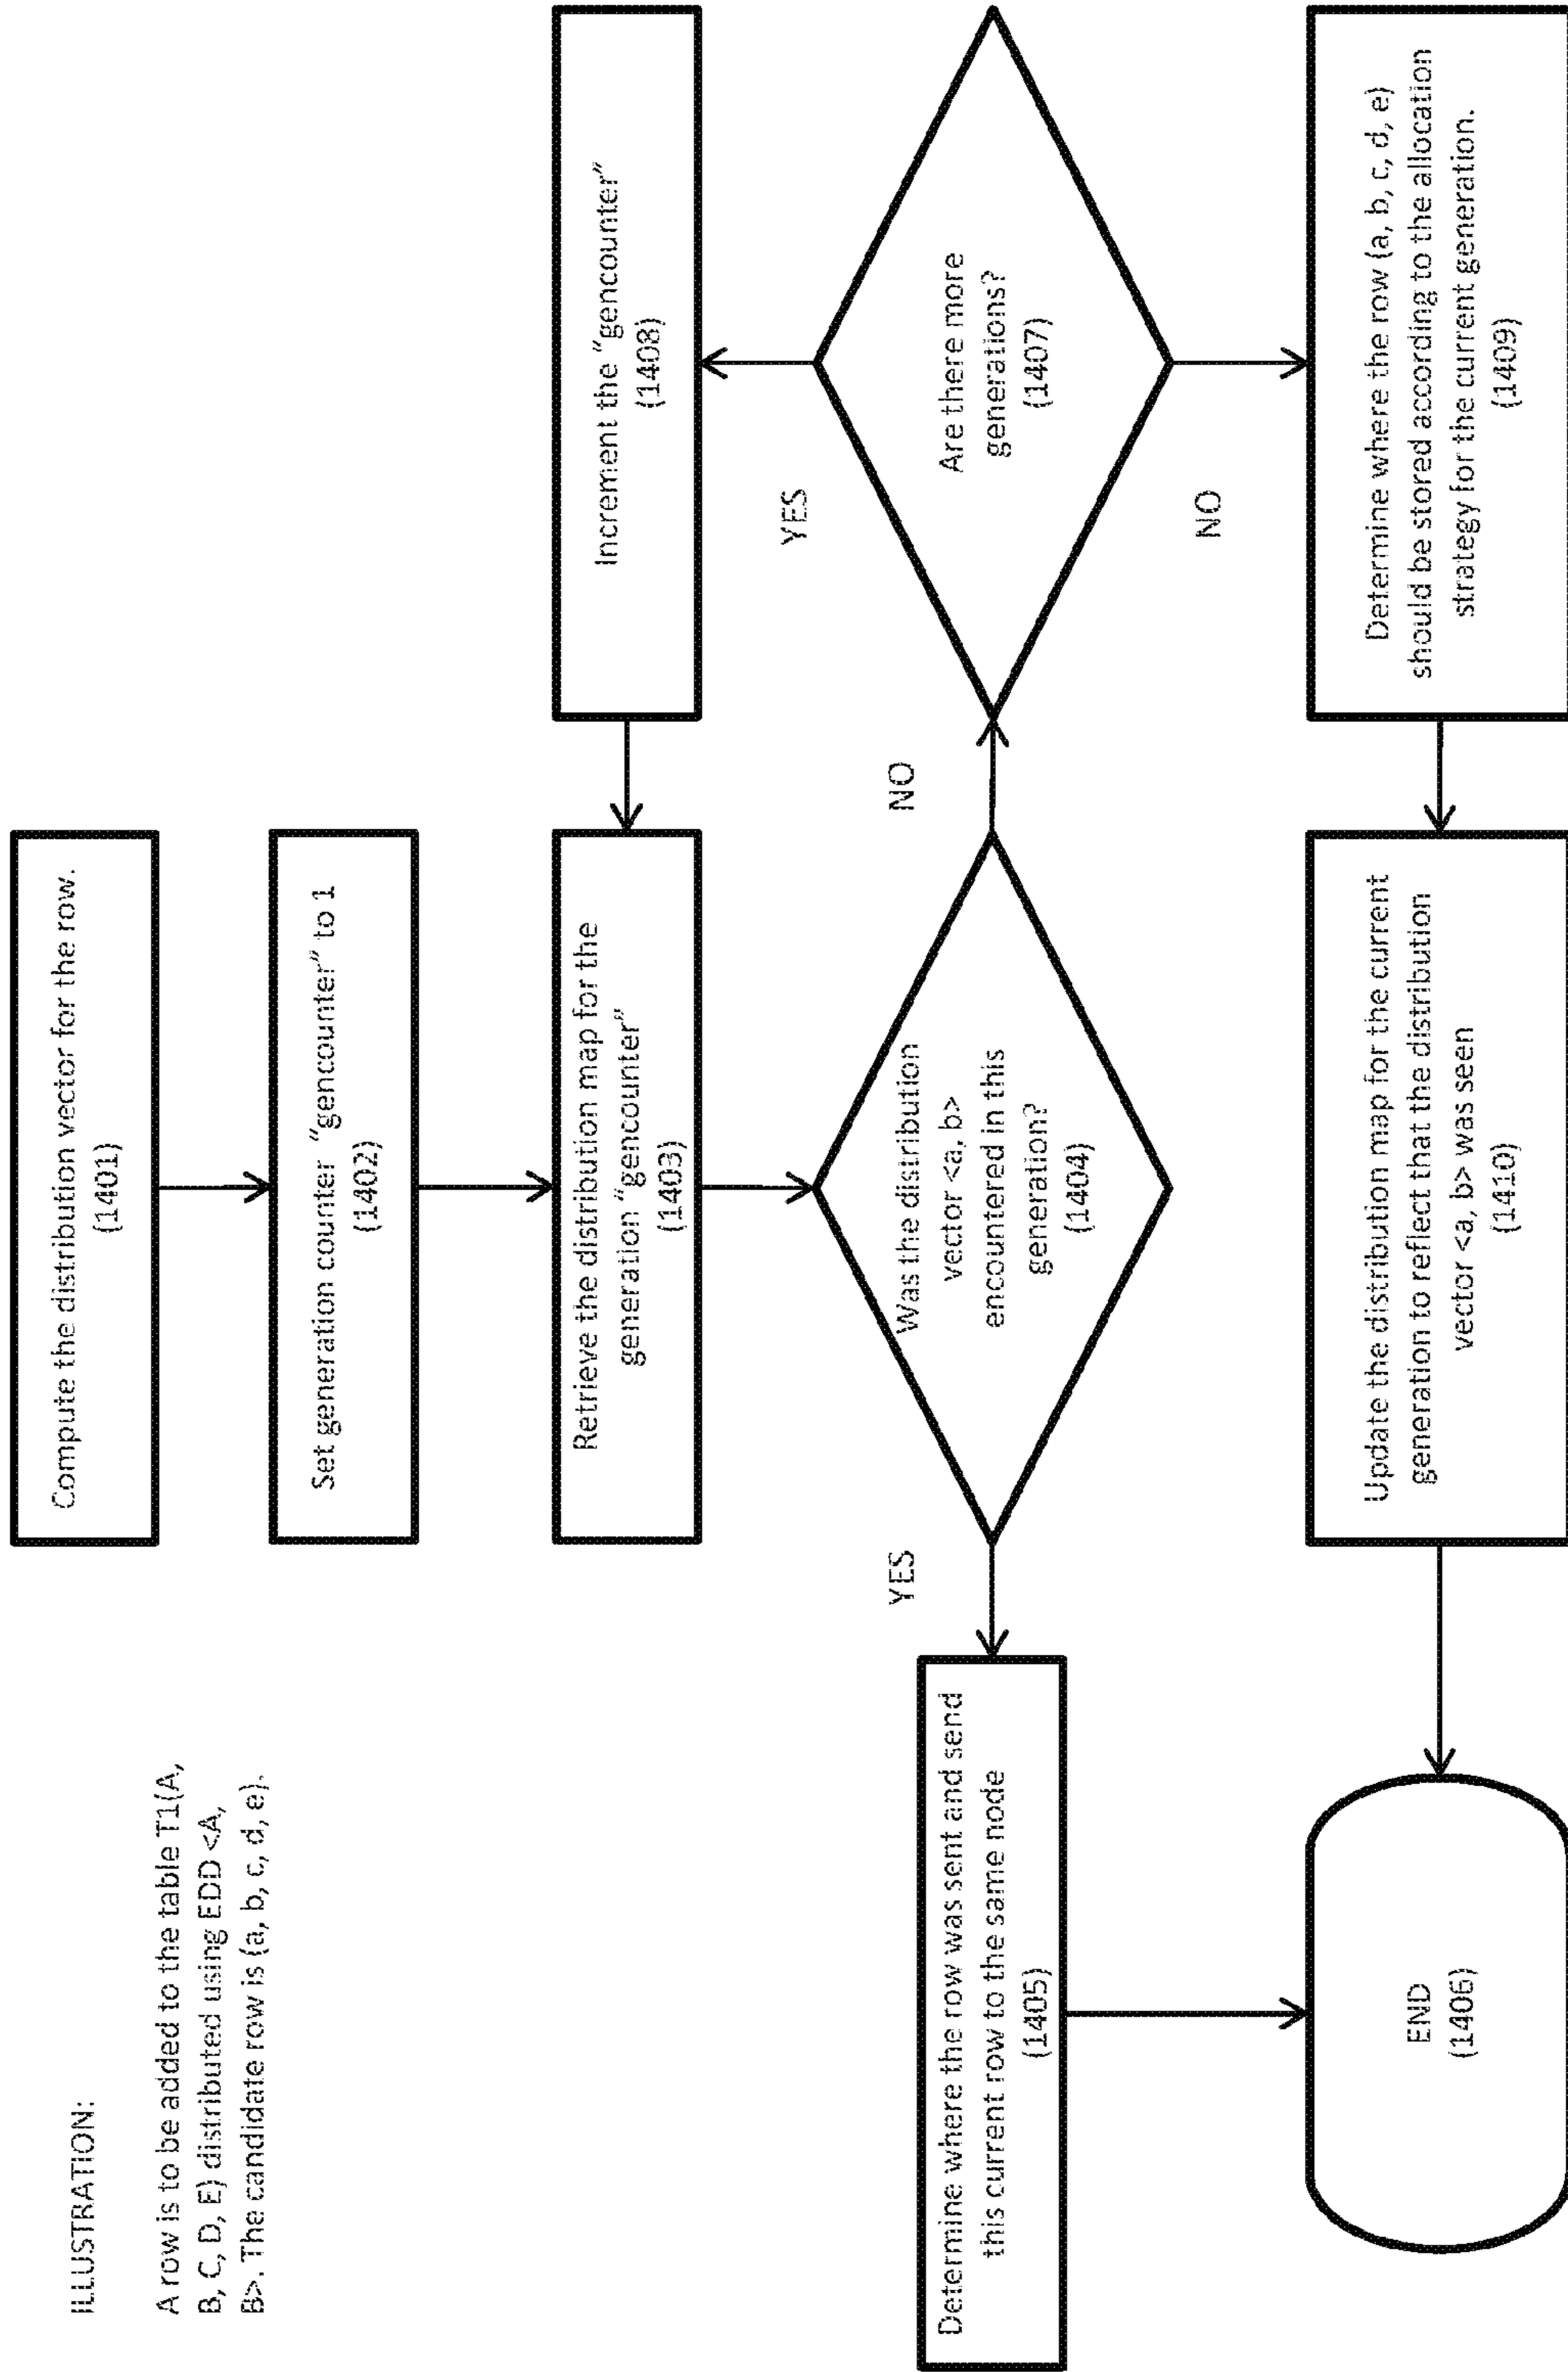 ILLUSTRATION:
A row is to be added to the table T1(A,
B, C, D, E) distributed using EDD <A,
B>. The candidate row is (a, b, c, d, e).
Compute the distribution vector for the row.
(1401)
Set generation counter "gencounter" to 1
(1402)
Retrieve the distribution map for the
generation "gencounter"
(1403)
Increment the "gencounter"
(1408)
Was the distribution
vector <a, b>
encountered in this
generation?
(1404)
YES
NO
Determine where the row was sent and send
this current row to the same node
(1405)
Are there more
generations?
(1407)
YES
NO
END
(1406)
Update the distribution map for the current
generation to reflect that the distribution
vector <a, b> was seen
(1410)
Determine where the row (a, b, c, d, e)
should be stored according to the allocation
strategy for the current generation.
(1409)